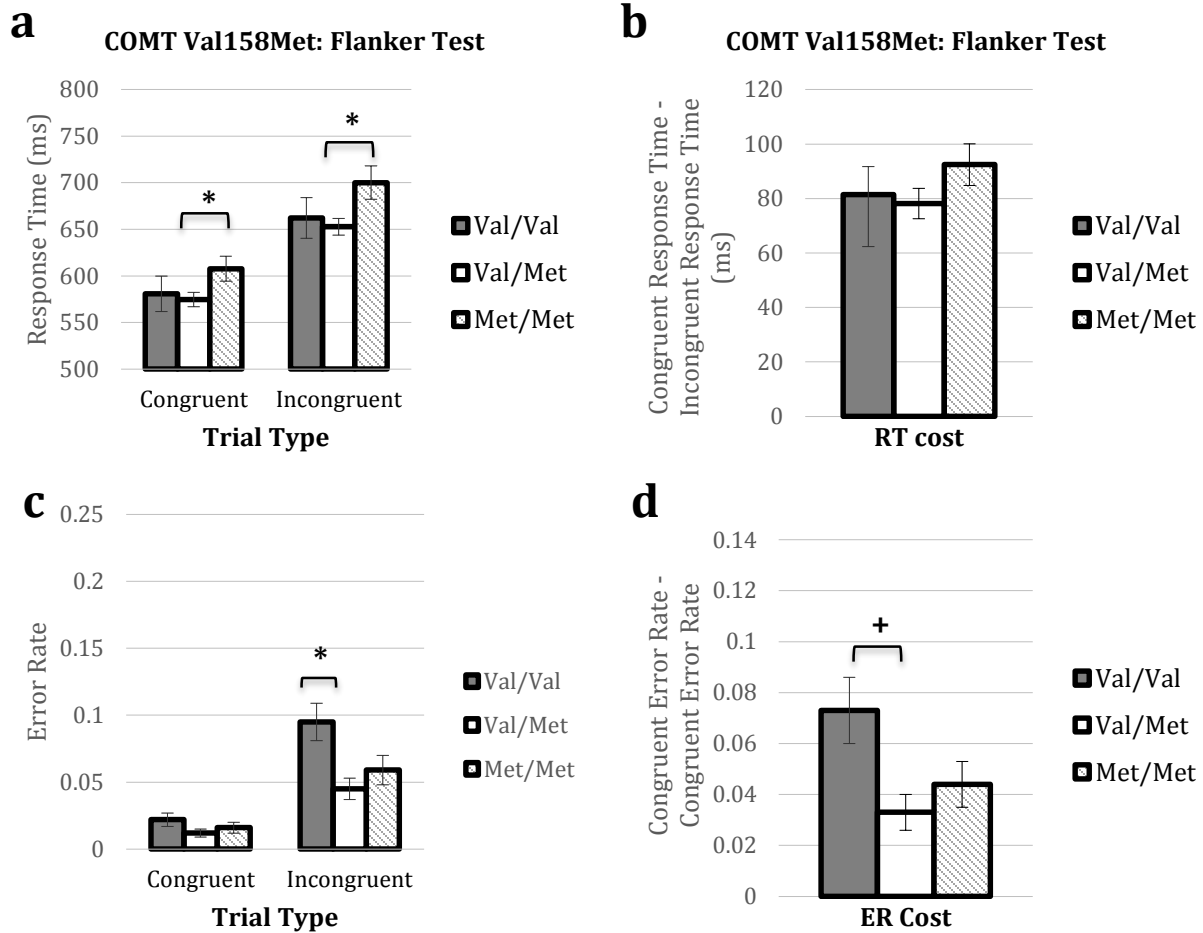 a
COMT Val158Met: Flanker Test
Response Time (ms)
800
750
700
650
600
550
500
*
*
Congruent
Incongruent
Trial Type
Val/Val
Val/Met
Met/Met
b
COMT Val158Met: Flanker Test
Congruent Response Time -
Incongruent Response Time
(ms)
120
100
80
60
40
20
0
RT cost
Val/Val
Val/Met
Met/Met
c
Error Rate
0.25
0.2
0.15
0.1
0.05
0
*
Congruent
Incongruent
Trial Type
Val/Val
Val/Met
Met/Met
d
Congruent Error Rate -
Congruent Error Rate
0.14
0.12
0.1
0.08
0.06
0.04
0.02
0
+
ER Cost
Val/Val
Val/Met
Met/Met